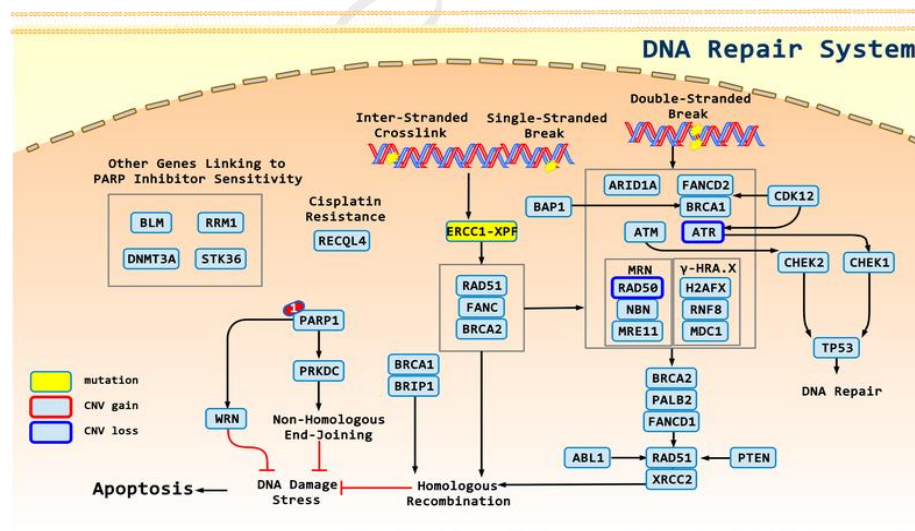 DNA Repair System
Double-Stranded
Break
Inter-Stranded
Crosslink
Single-Stranded
Break
Other Genes Linking to
PARP Inhibitor Sensitivity
BLM
RRM1
DNMT3A
STK36
Cisplatin
Resistance
RECQL4
ERCC1-XPF
BAP1
ARID1A
FANCD2
BRCA1
CDK12
ATM
ATR
CHEK2
CHEK1
MRN
RAD50
NBN
MRE11
γ-HRA.X
H2AFX
RNF8
MDC1
RAD51
FANC
BRCA2
1
PARP1
PRKDC
WRN
Non-Homologous
End-Joining
BRCA1
BRIP1
TP53
DNA Repair
BRCA2
PALB2
FANCD1
ABL1
RAD51
XRCC2
PTEN
mutation
CNV gain
CNV loss
Apoptosis
DNA Damage
Stress
Homologous
Recombination